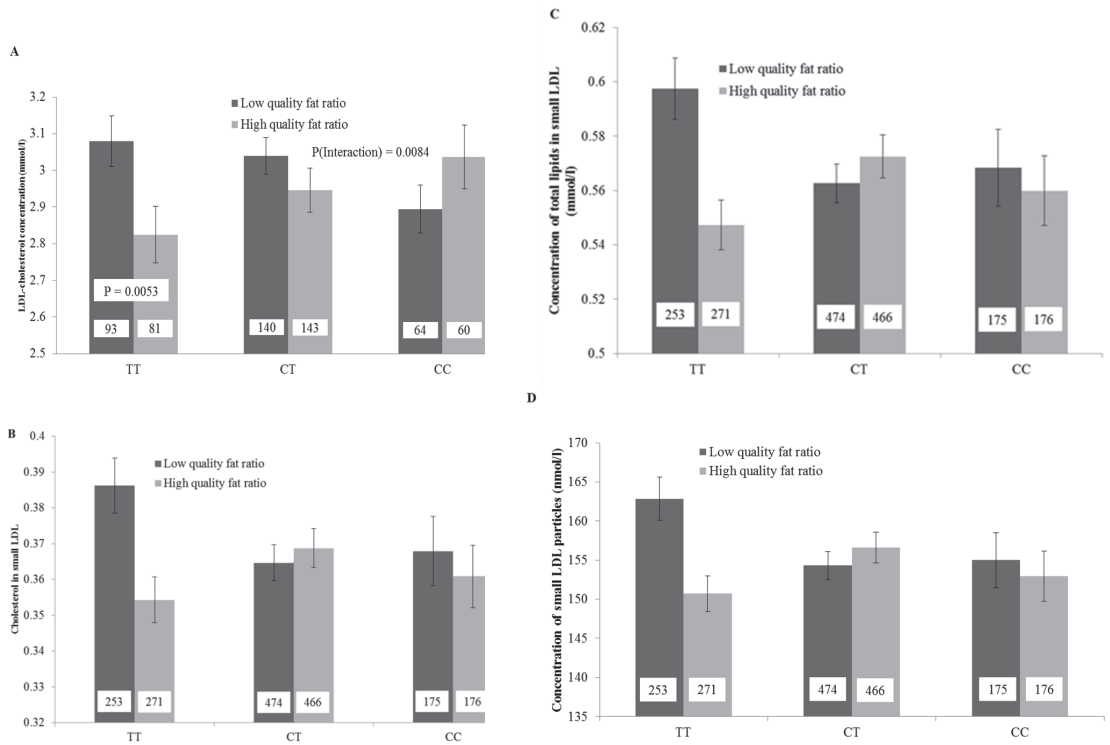 A
LDL-cholesterol concentration (mmol/l)
3.2
3.1
3
2.9
2.8
2.7
2.6
2.5
Low quality fat ratio
High quality fat ratio
P(Interaction) = 0.0084
P = 0.0053
93 81 140 143 64 60
TT CT CC
B
Cholesterol in small LDL
0.4
0.39
0.38
0.37
0.36
0.35
0.34
0.33
0.32
Low quality fat ratio
High quality fat ratio
253 271 474 466 175 176
TT CT CC
C
Concentration of total lipids in small LDL
(mmol/l)
0.62
0.6
0.58
0.56
0.54
0.52
0.5
Low quality fat ratio
High quality fat ratio
253 271 474 466 175 176
TT CT CC
D
Concentration of small LDL particles (nmol/l)
170
165
160
155
150
145
140
135
Low quality fat ratio
High quality fat ratio
253 271 474 466 175 176
TT CT CC